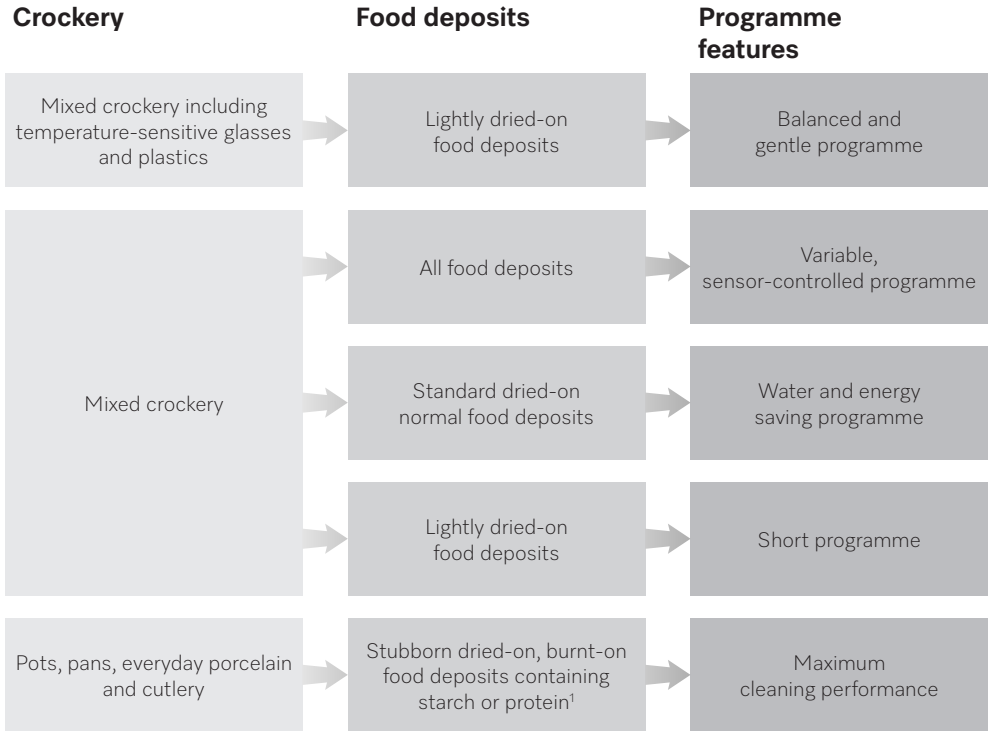 Crockery
Food deposits
Programme
features
Mixed crockery including
temperature-sensitive glasses
and plastics
Lightly dried-on
food deposits
Balanced and
gentle programme
Mixed crockery
All food deposits
Variable,
sensor-controlled programme
Standard dried-on
normal food deposits
Water and energy
saving programme
Lightly dried-on
food deposits
Short programme
Pots, pans, everyday porcelain
and cutlery
Stubborn dried-on, burnt-on
food deposits containing
starch or protein¹
Maximum
cleaning performance